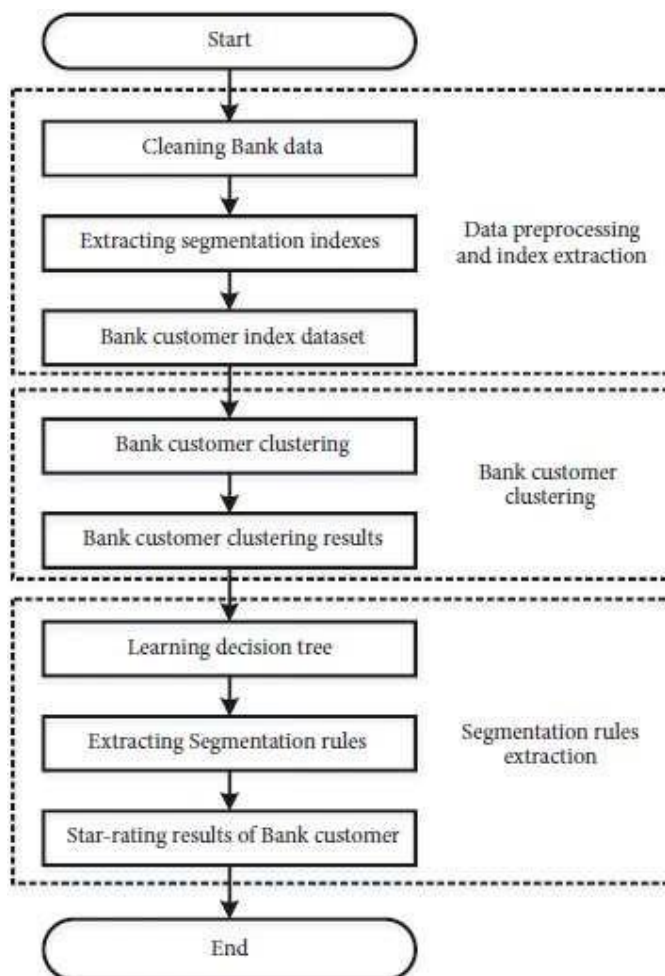 Start
Cleaning Bank data
Extracting segmentation indexes
Bank customer index dataset
Data preprocessing
and index extraction
Bank customer clustering
Bank customer clustering results
Bank customer
clustering
Learning decision tree
Extracting Segmentation rules
Star-rating results of Bank customer
Segmentation rules
extraction
End